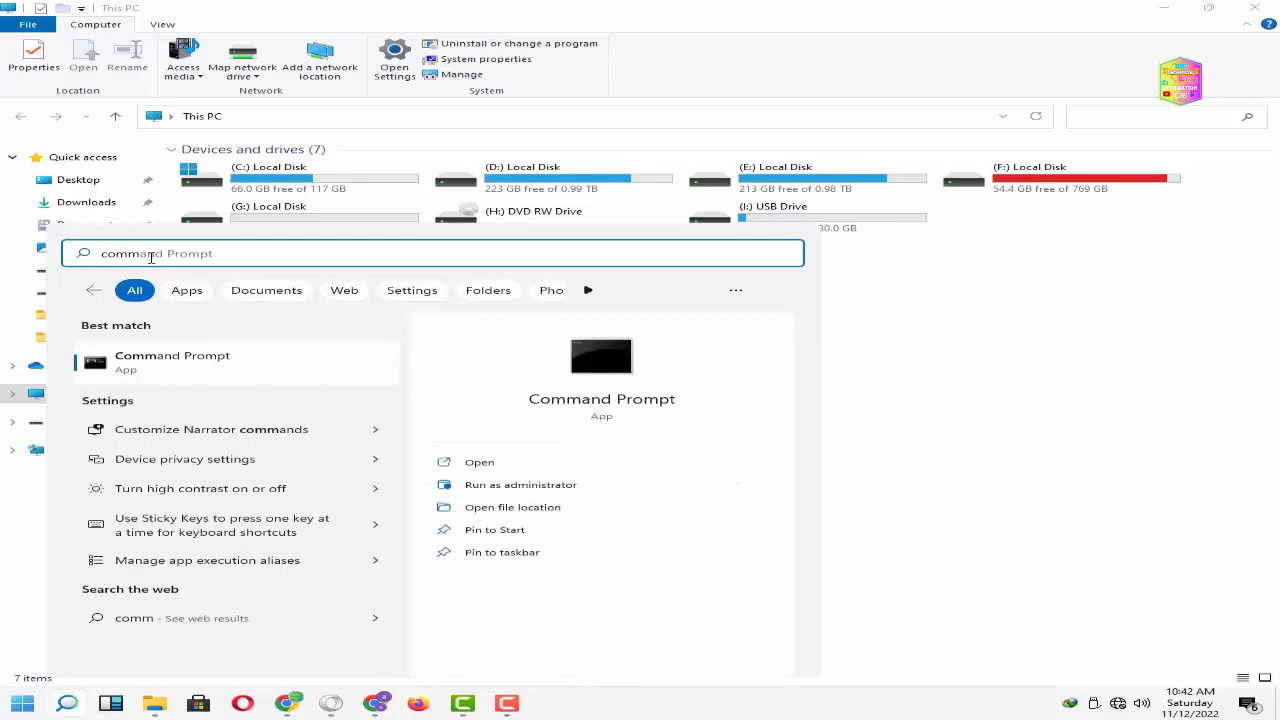 This PC
File
Computer
View
Properties
Open
Rename
Access media
Map network drive
Add a network location
Open Settings
Uninstall or change a program
System properties
Manage
Location
Network
System
TECHNICAL
This PC
Quick access
Desktop
Downloads
Devices and drives (7)
(C:) Local Disk
66.0 GB free of 117 GB
(D:) Local Disk
223 GB free of 0.99 TB
(E:) Local Disk
213 GB free of 0.98 TB
(F:) Local Disk
54.4 GB free of 769 GB
(G:) Local Disk
(H:) DVD RW Drive
(I:) USB Drive
30.0 GB
command Prompt
All
Apps
Documents
Web
Settings
Folders
Pho
Best match
Command Prompt
App
Settings
Customize Narrator commands
Device privacy settings
Turn high contrast on or off
Use Sticky Keys to press one key at
a time for keyboard shortcuts
Manage app execution aliases
Search the web
comm - See web results
Command Prompt
App
Open
Run as administrator
Open file location
Pin to Start
Pin to taskbar
7 items
10:42 AM
Saturday
11/12/2022